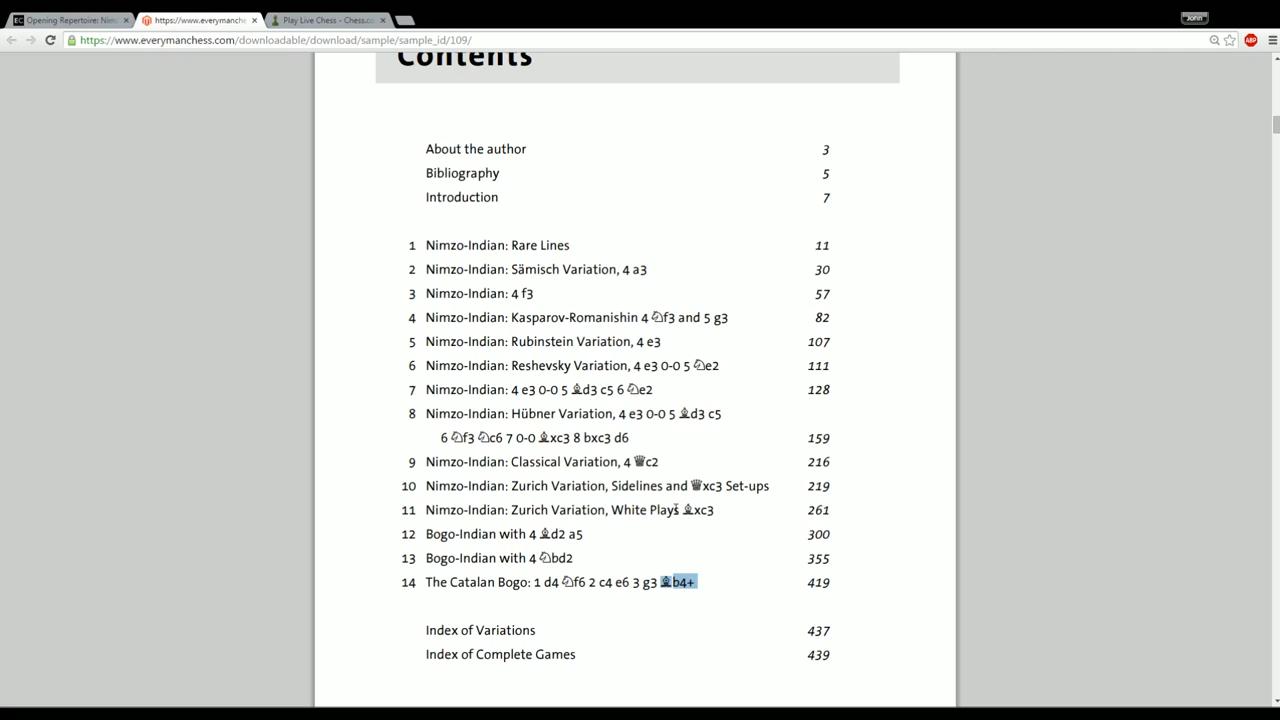 Opening Repertoire: Nimz
https://www.everymanche
Play Live Chess - Chess.co
John
https://www.everymanchess.com/downloadable/download/sample/sample_id/109/
ABP
Contents
About the author 3
Bibliography 5
Introduction 7
1 Nimzo-Indian: Rare Lines 11
2 Nimzo-Indian: Sämisch Variation, 4 a3 30
3 Nimzo-Indian: 4 f3 57
4 Nimzo-Indian: Kasparov-Romanishin 4 ♘f3 and 5 g3 82
5 Nimzo-Indian: Rubinstein Variation, 4 e3 107
6 Nimzo-Indian: Reshevsky Variation, 4 e3 0-0 5 ♘e2 111
7 Nimzo-Indian: 4 e3 0-0 5 ♗d3 c5 6 ♘e2 128
8 Nimzo-Indian: Hübner Variation, 4 e3 0-0 5 ♗d3 c5
6 ♘f3 ♘c6 7 0-0 ♗xc3 8 bxc3 d6 159
9 Nimzo-Indian: Classical Variation, 4 ♕c2 216
10 Nimzo-Indian: Zurich Variation, Sidelines and ♕xc3 Set-ups 219
11 Nimzo-Indian: Zurich Variation, White Plays ♗xc3 261
12 Bogo-Indian with 4 ♗d2 a5 300
13 Bogo-Indian with 4 ♘bd2 355
14 The Catalan Bogo: 1 d4 ♘f6 2 c4 e6 3 g3 ♗b4+ 419
Index of Variations 437
Index of Complete Games 439